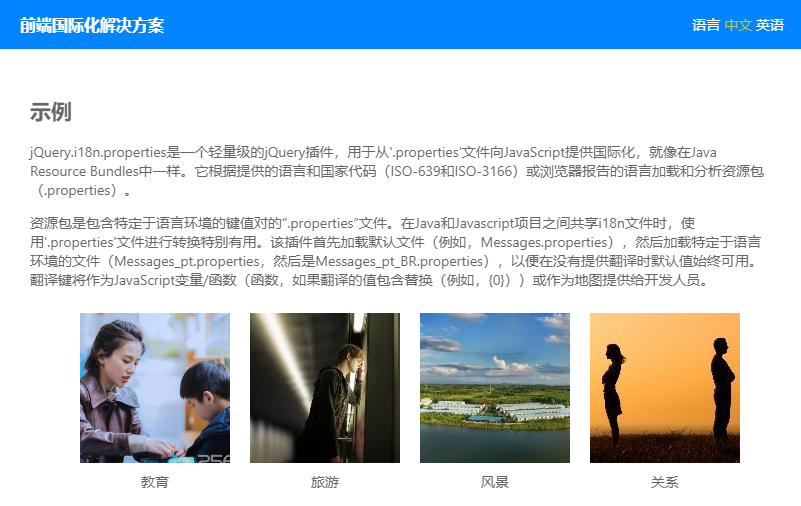 前端国际化解决方案
语言 中文 英语
示例
jQuery.i18n.properties是一个轻量级的jQuery插件，用于从'.properties'文件向JavaScript提供国际化，就像在Java
Resource Bundles中一样。它根据提供的语言和国家代码（ISO-639和ISO-3166）或浏览器报告的语言加载和分析资源包
（.properties）。
资源包是包含特定于语言环境的键值对的“.properties”文件。在Java和Javascript项目之间共享i18n文件时，使
用'.properties'文件进行转换特别有用。该插件首先加载默认文件（例如，Messages.properties），然后加载特定于语言
环境的文件（Messages_pt.properties，然后是Messages_pt_BR.properties），以便在没有提供翻译时默认值始终可用。
翻译键将作为JavaScript变量/函数（函数，如果翻译的值包含替换（例如，{0}））或作为地图提供给开发人员。
教育
旅游
风景
关系